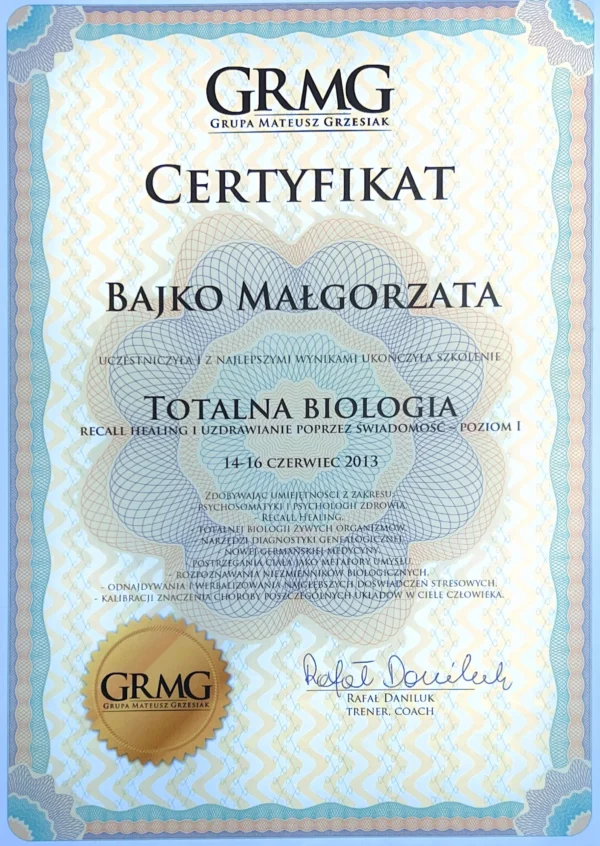 GRMG
GRUPA MATEUSZ GRZESIAK
CERTYFIKAT
BAJKO MAŁGORZATA
UCZESTNICZYŁA I Z NAJLEPSZYMI WYNIKAMI UKOŃCZYŁA SZKOLENIE
TOTALNA BIOLOGIA
RECALL HEALING I UZDRAWIANIE POPRZEZ ŚWIADOMOŚĆ – POZIOM I
14-16 CZERWIEC 2013
ZDOBYWAJĄC UMIEJĘTNOŚCI Z ZAKRESU:
PSYCHOSOMATYKI I PSYCHOLOGII ZDROWIA:
- RECALL HEALING,
- TOTALNEJ BIOLOGII ŻYWYCH ORGANIZMÓW,
- NARZĘDZI DIAGNOSTYKI GENEALOGICZNEJ,
- NOWEJ GERMAŃSKIEJ MEDYCYNY,
- POSTRZEGANIA CIAŁA JAKO METAFORY UMYSŁU,
- ROZPOZNAWANIA NIEZMIENNIKÓW BIOLOGICZNYCH,
- ODNAJDYWANIA I WERBALIZOWANIA NAJGŁĘBSZYCH DOŚWIADCZEŃ STRESOWYCH,
- KALIBRACJI ZNACZENIA CHOROBY POSZCZEGÓLNYCH UKŁADÓW W CIELE CZŁOWIEKA.
Rafał Daniluk
RAFAŁ DANILUK
TRENER, COACH
GRMG
GRUPA MATEUSZ GRZESIAK